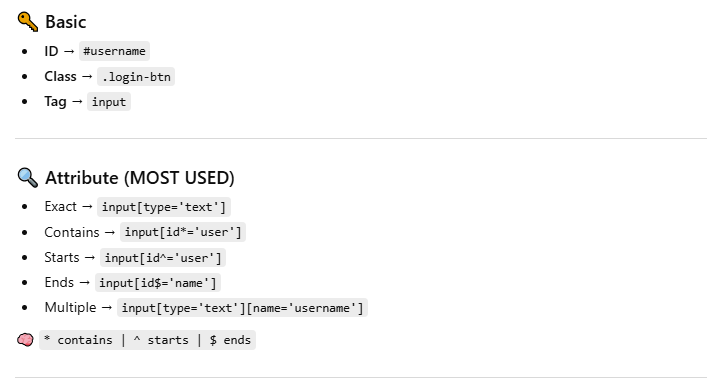 🔑 Basic
• ID → #username
• Class → .login-btn
• Tag → input
🔍 Attribute (MOST USED)
• Exact → input[type='text']
• Contains → input[id*='user']
• Starts → input[id^='user']
• Ends → input[id$='name']
• Multiple → input[type='text'][name='username']
🧠 * contains | ^ starts | $ ends